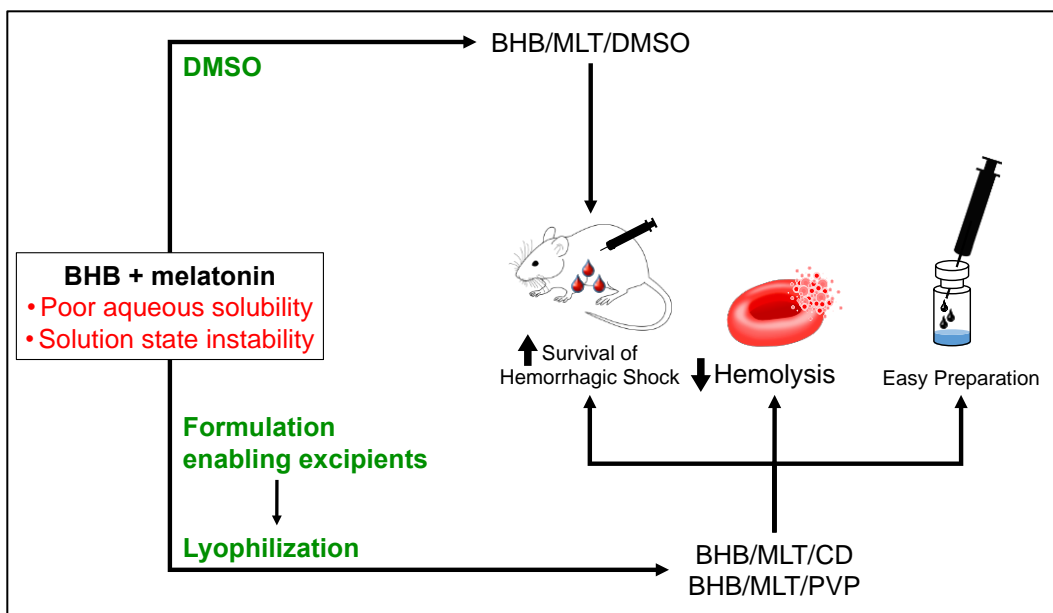 BHB/MLT/DMSO
DMSO
BHB + melatonin
• Poor aqueous solubility
• Solution state instability
Survival of
Hemorrhagic Shock
Hemolysis
Easy Preparation
Formulation
enabling excipients
Lyophilization
BHB/MLT/CD
BHB/MLT/PVP